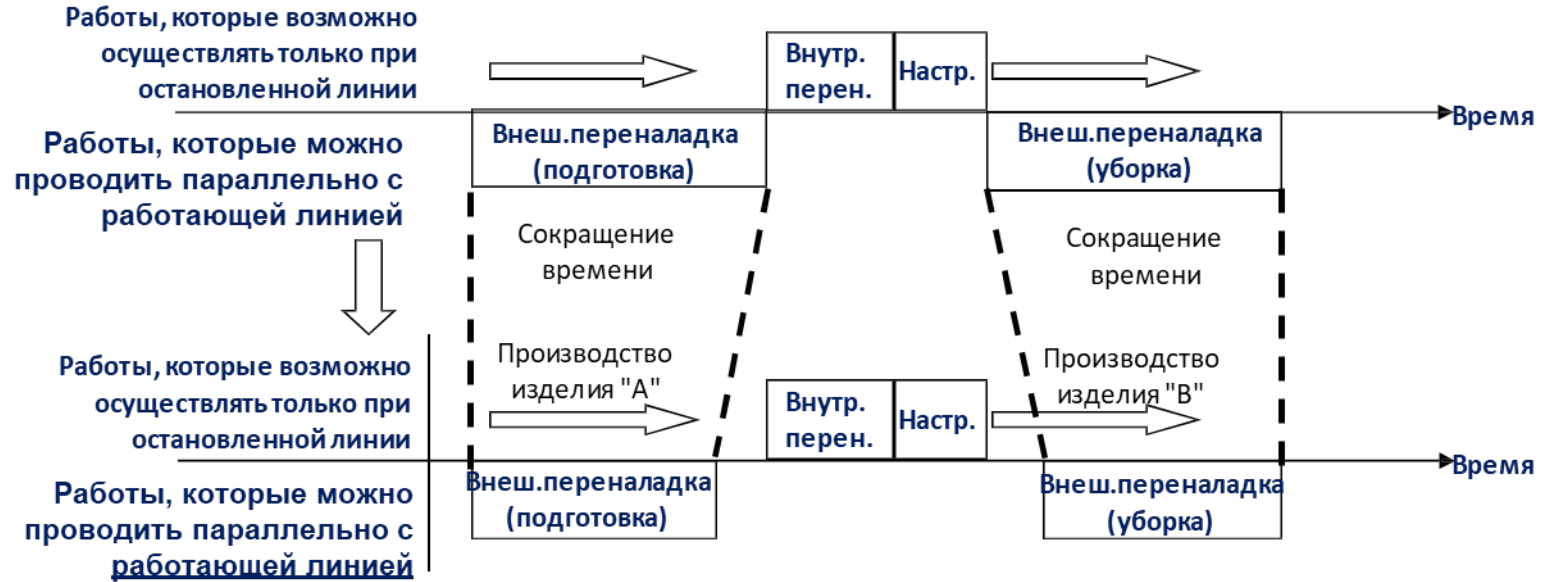 Работы, которые возможно
осуществлять только при
остановленной линии
Внутр.
перен.
Настр.
Время
Работы, которые можно
проводить параллельно с
работающей линией
Внеш.переналадка
(подготовка)
Внеш.переналадка
(уборка)
Сокращение
времени
Сокращение
времени
Работы, которые возможно
осуществлять только при
остановленной линии
Производство
изделия "А"
Внутр.
перен.
Настр.
Производство
изделия "В"
Время
Работы, которые можно
проводить параллельно с
работающей линией
Внеш.переналадка
(подготовка)
Внеш.переналадка
(уборка)